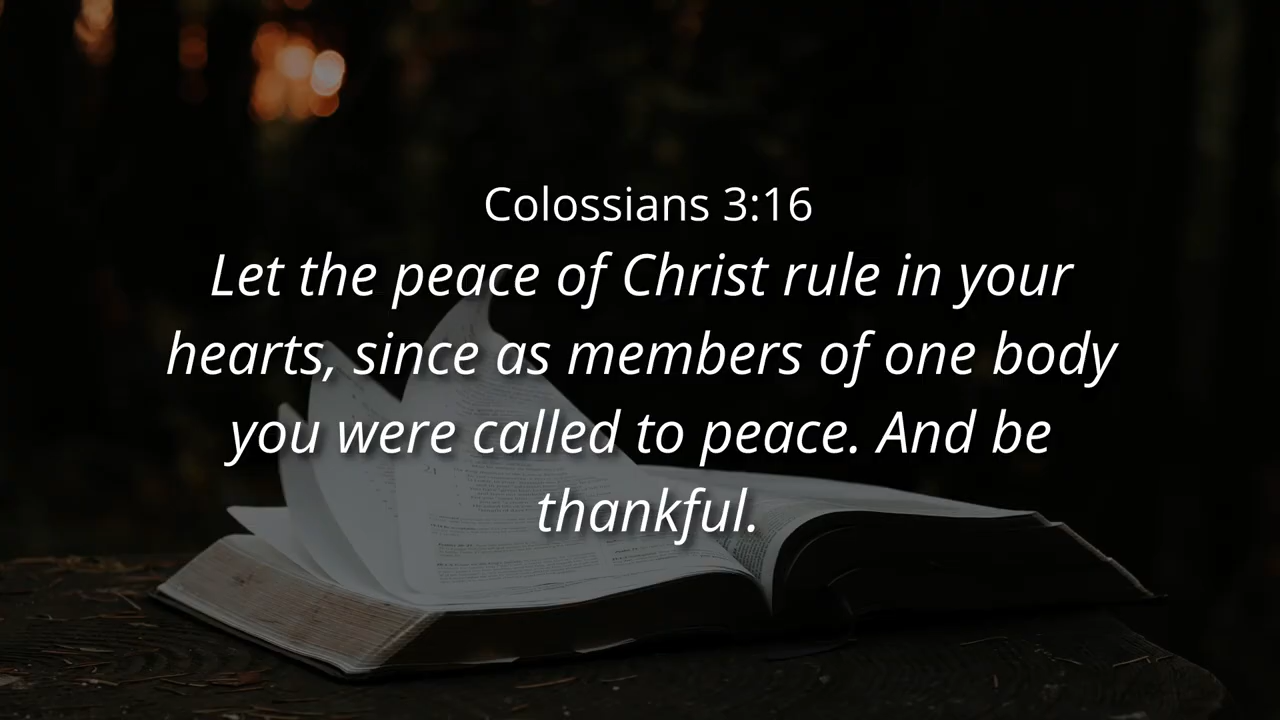 Colossians 3:16
Let the peace of Christ rule in your
hearts, since as members of one body
you were called to peace. And be
thankful.